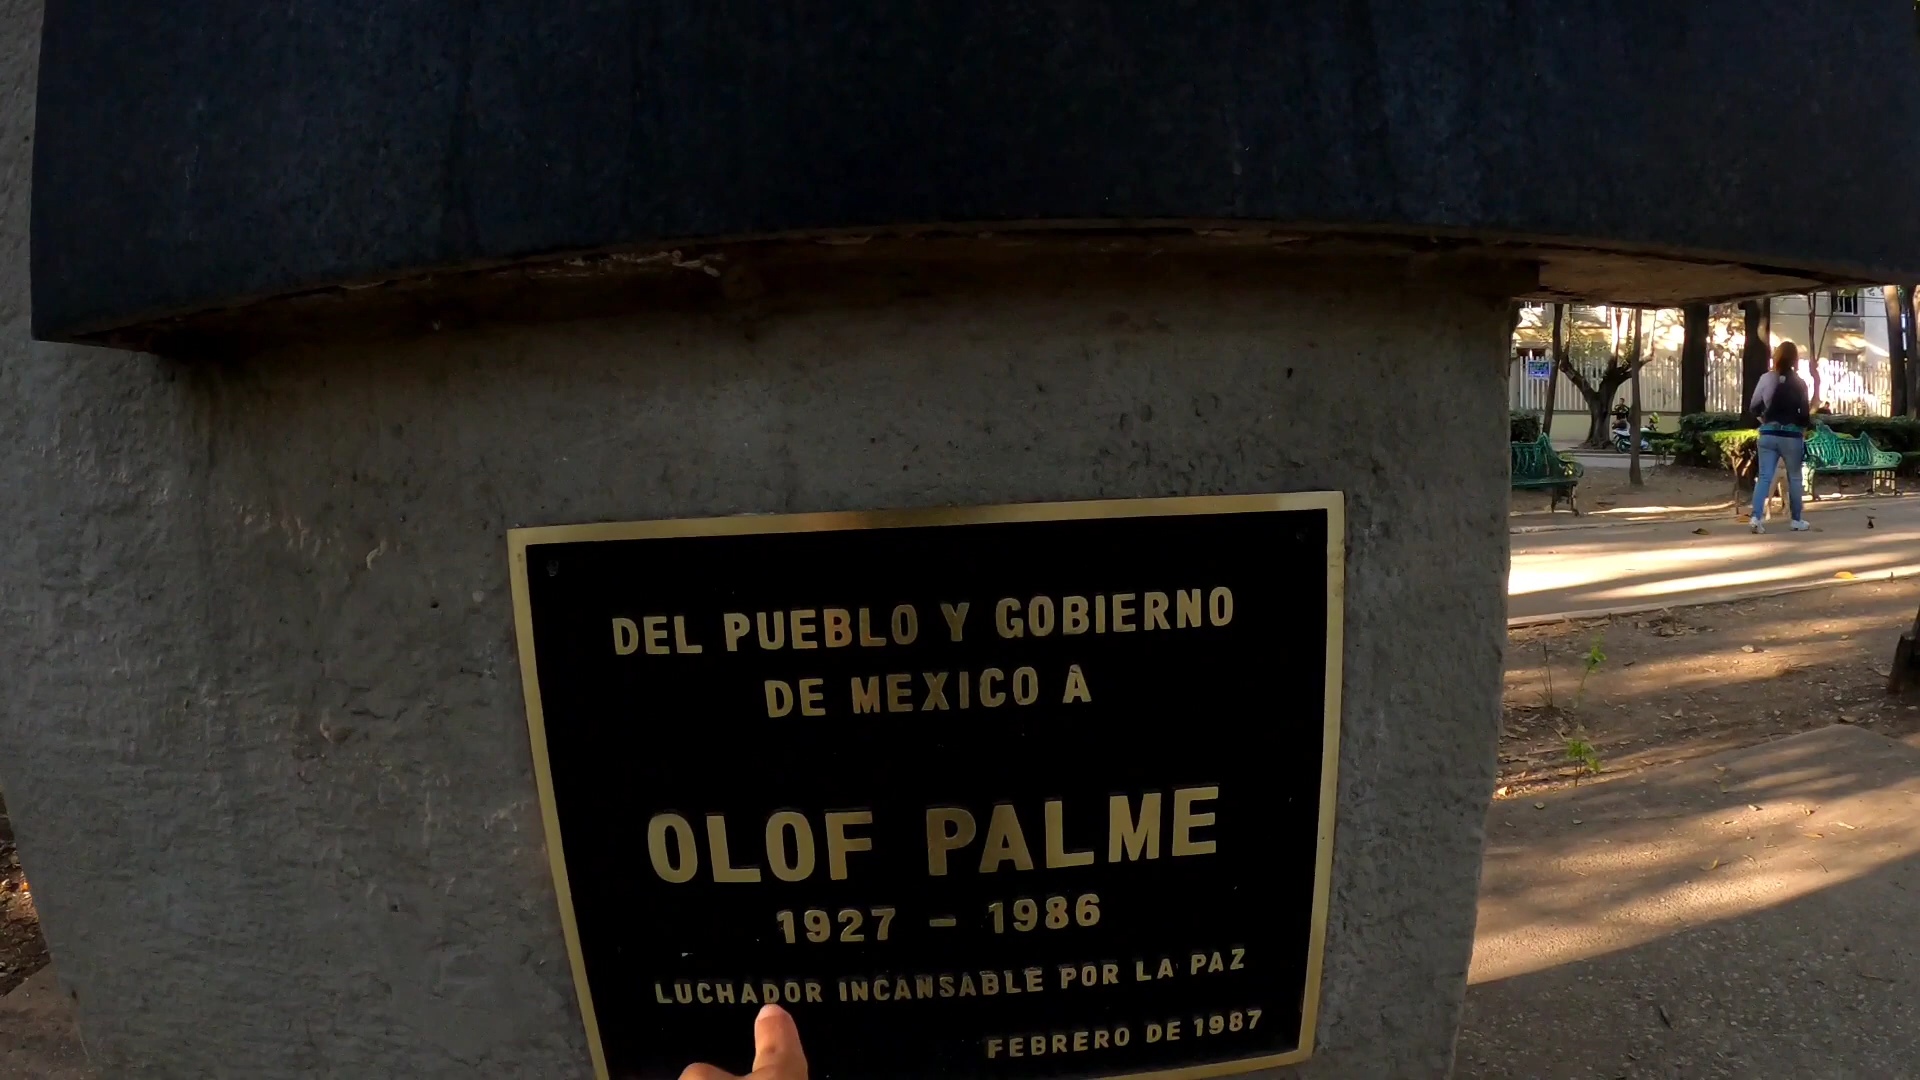 DEL PUEBLO Y GOBIERNO
DE MEXICO A
OLOF PALME
1927 - 1986
LUCHADOR INCANSABLE POR LA PAZ
FEBRERO DE 1987